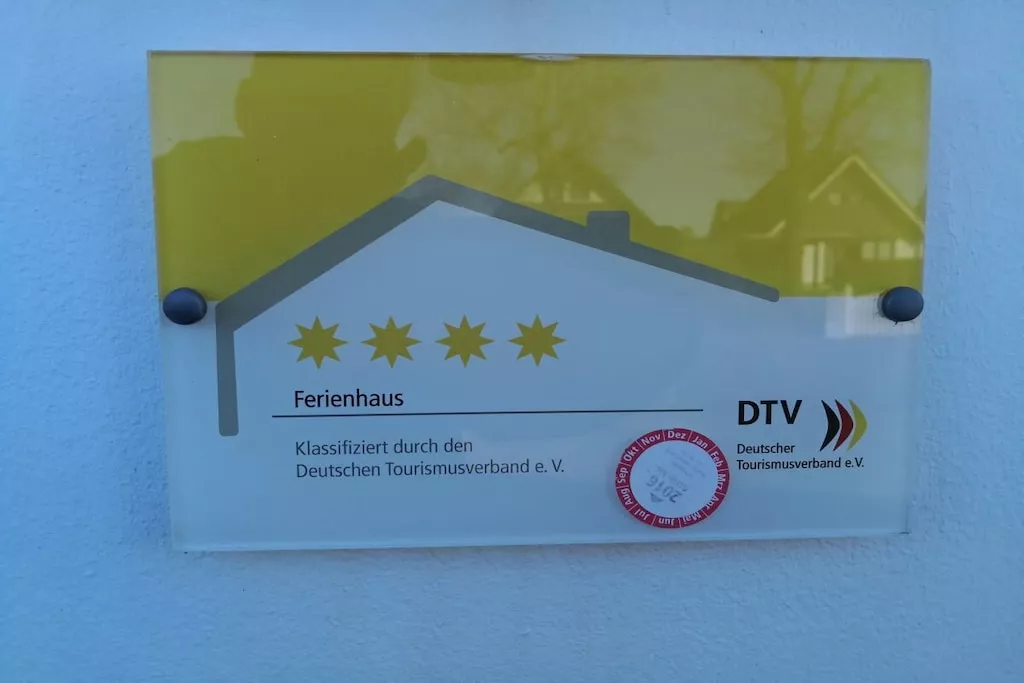 Ferienhaus
Klassifiziert durch den
Deutschen Tourismusverband e. V.
DTV
Deutscher
Tourismusverband e.V.
Jan Feb Mrz Apr Mai Jun Jul Aug Sep Okt Nov Dez
2016